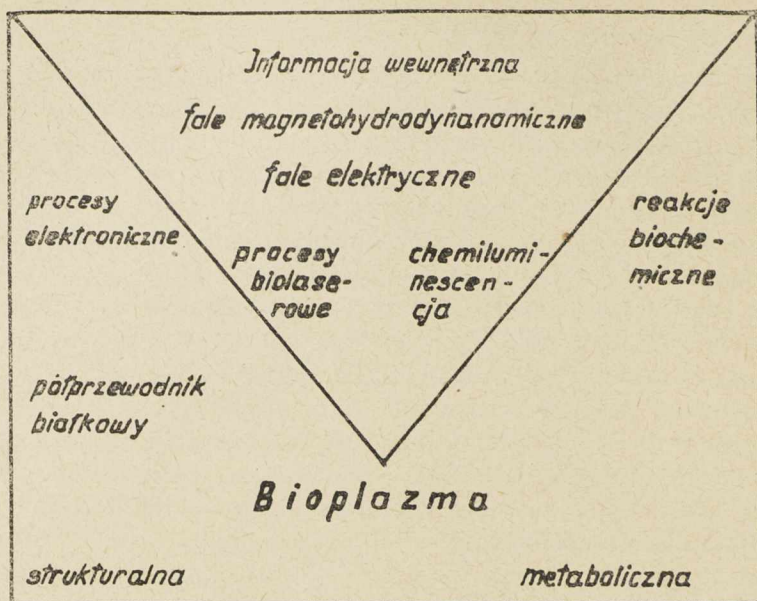 Informacja wewnętrzna
fale magnetohydrodynanamiczne
fale elektryczne
procesy
elektroniczne
procesy
biolase-
rowe
chemilumi-
nescen-
cja
reakcje
bioche-
miczne
półprzewodnik
białkowy
Bioplazma
strukturalna
metaboliczna